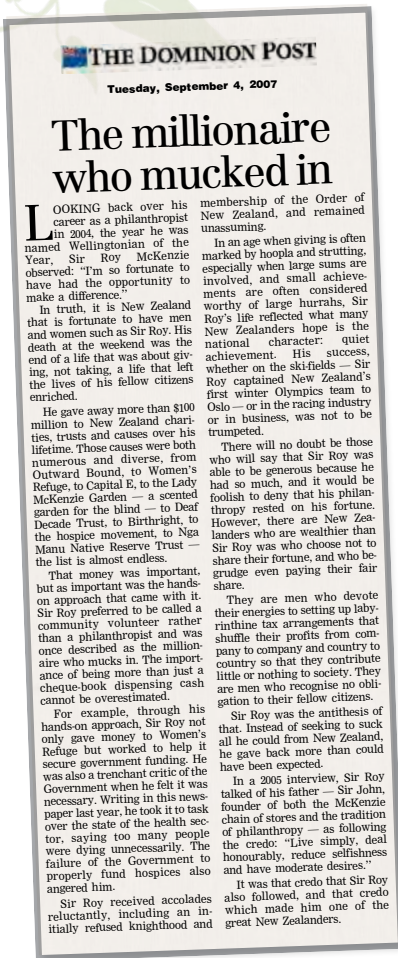 THE DOMINION POST
Tuesday, September 4, 2007
The millionaire
who mucked in
LOOKING back over his
career as a philanthropist
in 2004, the year he was
named Wellingtonian of the
Year, Sir Roy McKenzie
observed: “I’m so fortunate to
have had the opportunity to
make a difference.”
In truth, it is New Zealand
that is fortunate to have men
and women such as Sir Roy. His
death at the weekend was the
end of a life that was about giv-
ing, not taking, a life that left
the lives of his fellow citizens
enriched.
He gave away more than $100
million to New Zealand chari-
ties, trusts and causes over his
lifetime. Those causes were both
numerous and diverse, from
Outward Bound, to Women’s
Refuge, to Capital E, to the Lady
McKenzie Garden — a scented
garden for the blind — to Deaf
Decade Trust, to Birthright, to
the hospice movement, to Nga
Manu Native Reserve Trust —
the list is almost endless.
That money was important,
but as important was the hands-
on approach that came with it.
Sir Roy preferred to be called a
community volunteer rather
than a philanthropist and was
once described as the million-
aire who mucks in. The import-
ance of being more than just a
cheque-book dispensing cash
cannot be overestimated.
For example, through his
hands-on approach, Sir Roy not
only gave money to Women’s
Refuge but worked to help it
secure government funding. He
was also a trenchant critic of the
Government when he felt it was
necessary. Writing in this news-
paper last year, he took it to task
over the state of the health sec-
tor, saying too many people
were dying unnecessarily. The
failure of the Government to
properly fund hospices also
angered him.
Sir Roy received accolades
reluctantly, including an in-
itially refused knighthood and
membership of the Order of
New Zealand, and remained
unassuming.
In an age when giving is often
marked by hoopla and strutting,
especially when large sums are
involved, and small achieve-
ments are often considered
worthy of large hurrahs, Sir
Roy’s life reflected what many
New Zealanders hope is the
national character: quiet
achievement. His success,
whether on the ski-fields — Sir
Roy captained New Zealand’s
first winter Olympics team to
Oslo — or in the racing industry
or in business, was not to be
trumpeted.
There will no doubt be those
who will say that Sir Roy was
able to be generous because he
had so much, and it would be
foolish to deny that his philan-
thropy rested on his fortune.
However, there are New Zea-
landers who are wealthier than
Sir Roy was who choose not to
share their fortune, and who be-
grudge even paying their fair
share.
They are men who devote
their energies to setting up laby-
rinthine tax arrangements that
shuffle their profits from com-
pany to company and country to
country so that they contribute
little or nothing to society. They
are men who recognise no obli-
gation to their fellow citizens.
Sir Roy was the antithesis of
that. Instead of seeking to suck
all he could from New Zealand,
he gave back more than could
have been expected.
In a 2005 interview, Sir Roy
talked of his father — Sir John,
founder of both the McKenzie
chain of stores and the tradition
of philanthropy — as following
the credo: “Live simply, deal
honourably, reduce selfishness
and have moderate desires.”
It was that credo that Sir Roy
also followed, and that credo
which made him one of the
great New Zealanders.